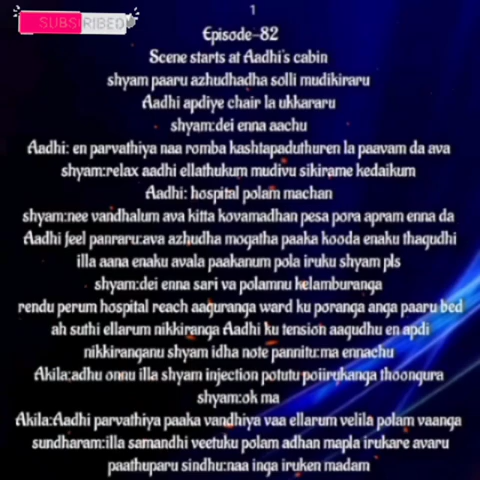 1
SUBSCRIBED
Episode-82
Scene starts at Aadhi's cabin
shyam paaru azhudhadha solli mudikiraru
Aadhi apdiye chair la ukkararu
shyam:dei enna aachu
Aadhi: en parvathiya naa romba kashtapaduthuren la paavam da ava
shyam:relax aadhi ellathukum mudivu sikirame kedaikum
Aadhi: hospital polam machan
shyam:nee vandhalum ava kitta kovamadhan pesa pora apram enna da
Aadhi feel panraru:ava azhudha mogatha paaka kooda enaku thagudhi
illa aana enaku avala paakanum pola iruku shyam pls
shyam:dei enna sari va polamnu kelamburanga
rendu perum hospital reach aaguranga ward ku poranga anga paaru bed
ah suthi ellarum nikkiranga Aadhi ku tension aagudhu en apdi
nikkiranganu shyam idha note pannitu:ma ennachu
Akila:adhu onnu illa shyam injection potutu poiirukanga thoongura
shyam:ok ma
Akila:Aadhi parvathiya paaka vandhiya vaa ellarum velila polam vaanga
sundharam:illa samandhi veetuku polam adhan mapla irukare avaru
paathuparu sindhu:naa inga iruken madam